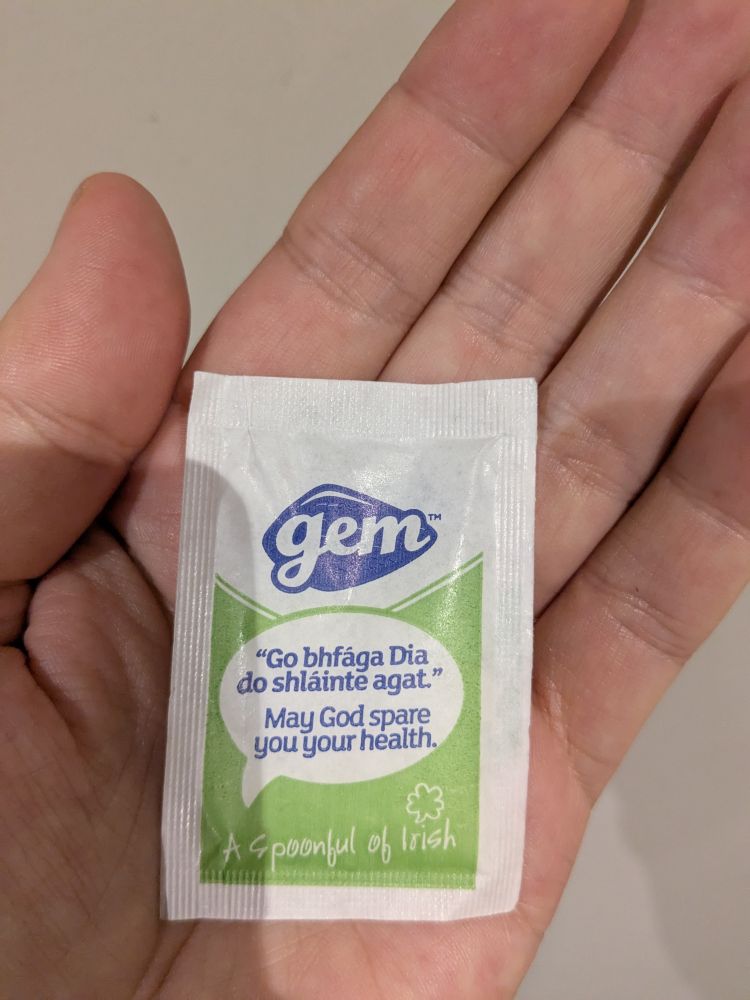 gem™
“Go bhfága Dia
do shláinte agat.”
May God spare
you your health.
A Spoonful of Irish